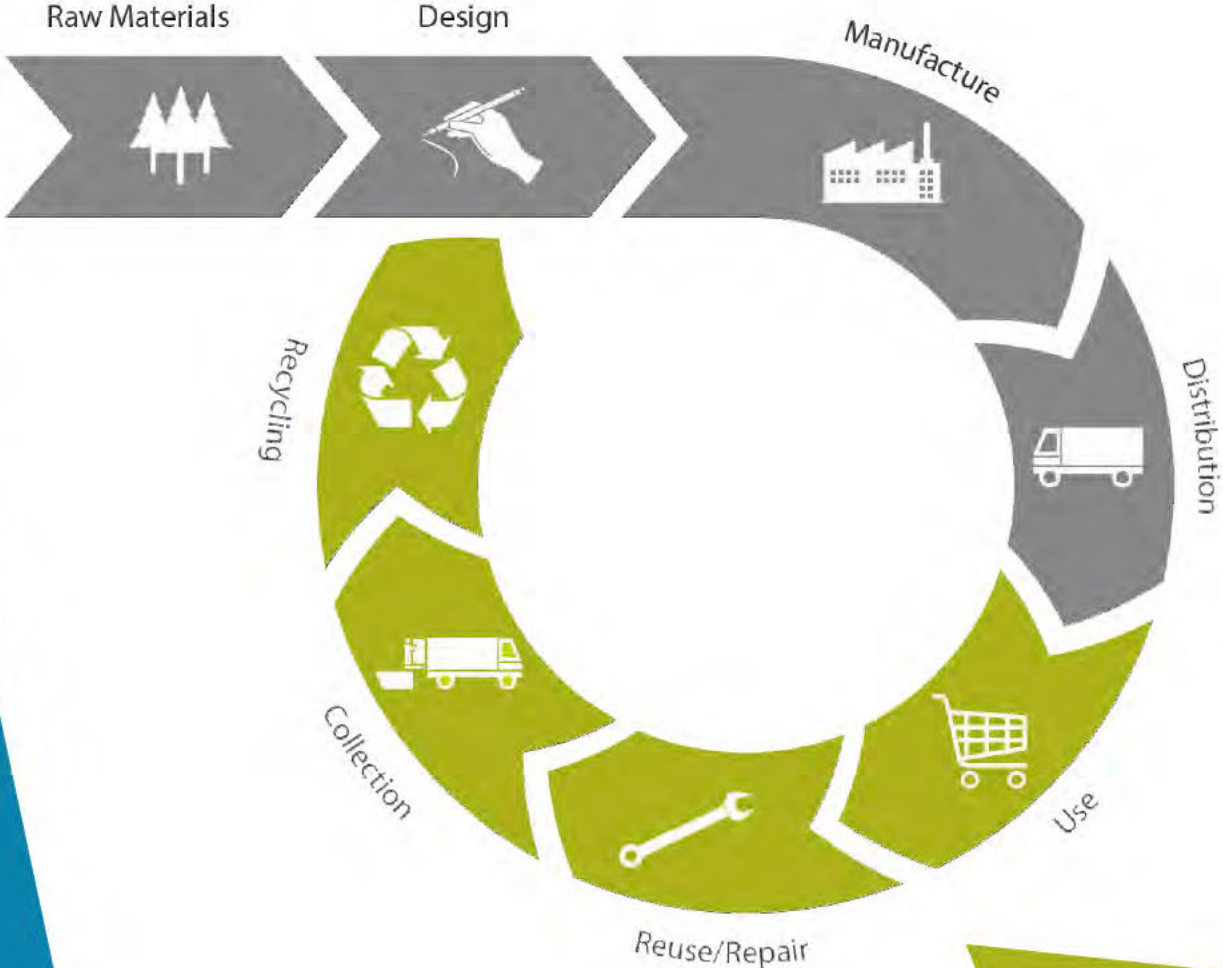 Raw Materials
Design
Manufacture
Distribution
Use
Reuse/Repair
Collection
Recycling